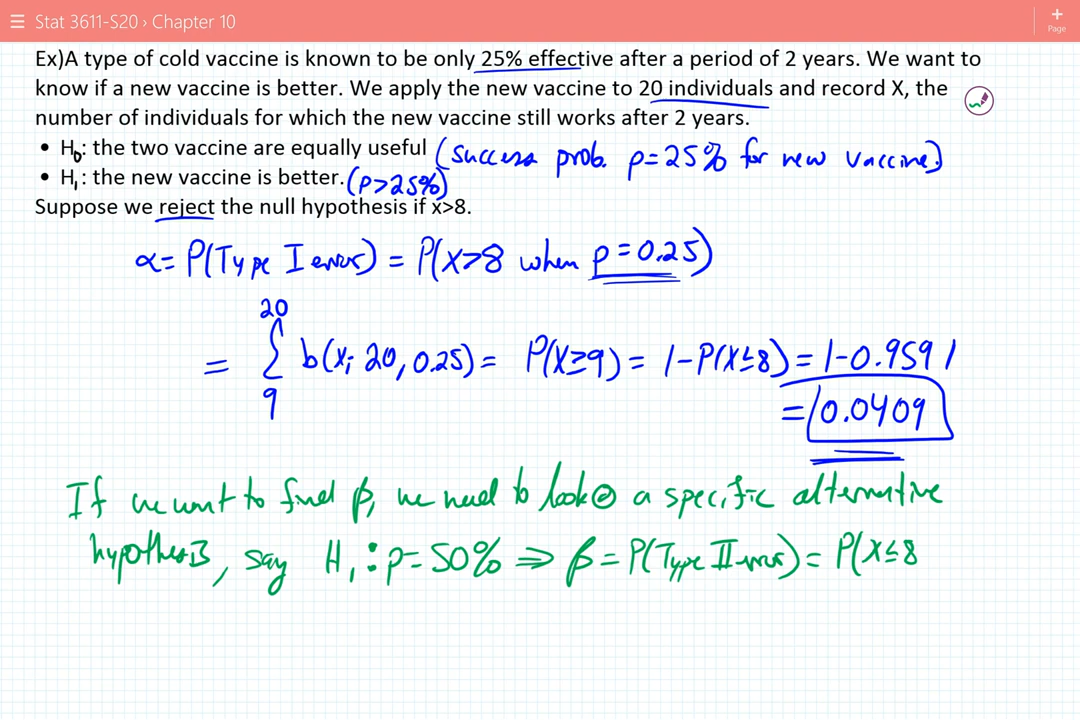 ☰ Stat 3611-S20 › Chapter 10
+
Page
Ex)A type of cold vaccine is known to be only 25% effective after a period of 2 years. We want to
know if a new vaccine is better. We apply the new vaccine to 20 individuals and record X, the
number of individuals for which the new vaccine still works after 2 years.
• H₀: the two vaccine are equally useful (success prob. p=25% for new vaccine)
• H₁: the new vaccine is better. (p>25%)
Suppose we reject the null hypothesis if x>8.
α = P(Type I error) = P(X>8 when p=0.25)
20
= Σ b(x; 20, 0.25) = P(X≥9) = 1-P(X≤8) = 1-0.9591
9
= 0.0409
If we want to find β, we need to look @ a specific alternative
hypothesis, say H₁: p=50% ⇒ β = P(Type II error) = P(X≤8